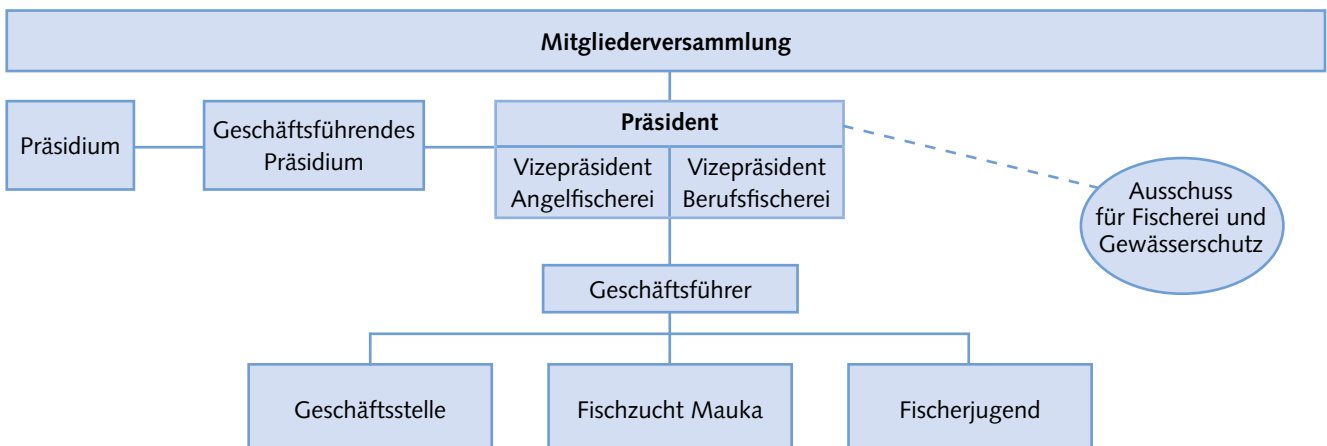 Mitgliederversammlung
Präsidium
Geschäftsführendes
Präsidium
Präsident
Vizepräsident
Angelfischerei
Vizepräsident
Berufsfischerei
Ausschuss
für Fischerei und
Gewässerschutz
Geschäftsführer
Geschäftsstelle
Fischzucht Mauka
Fischerjugend